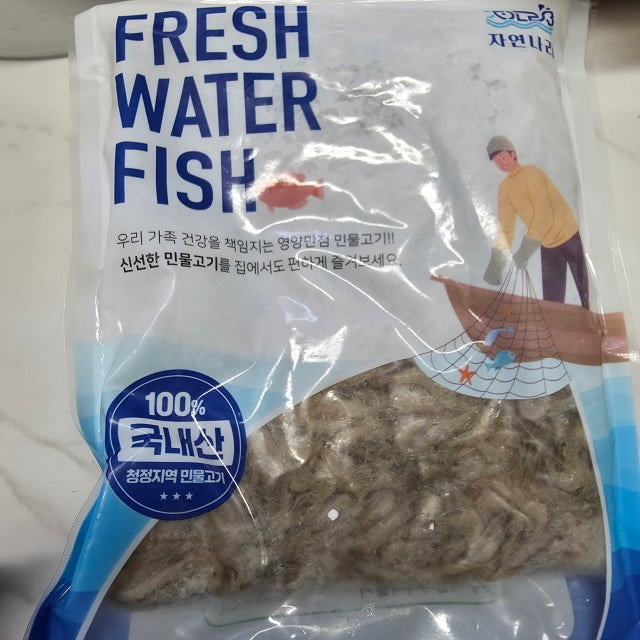 FRESH
WATER
FISH
자연나라
우리 가족 건강을 책임지는 영양만점 민물고기!!
신선한 민물고기를 집에서도 편하게 즐겨보세요.
100%
국내산
청정지역 민물고기